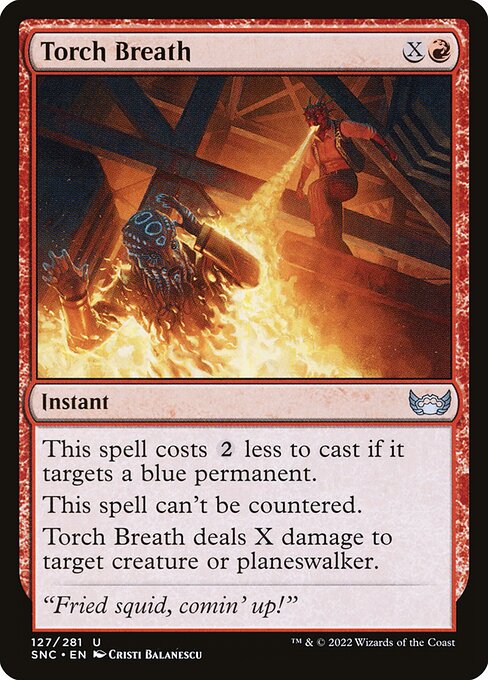 Torch Breath X
Instant
This spell costs 2 less to cast if it
targets a blue permanent.
This spell can't be countered.
Torch Breath deals X damage to
target creature or planeswalker.
“Fried squid, comin' up!”
127/281 U
SNC • EN Cristi Balanescu
™ & © 2022 Wizards of the Coast